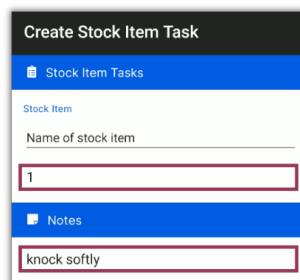 Create Stock Item Task
Stock Item Tasks
Stock Item
Name of stock item
1
Notes
knock softly